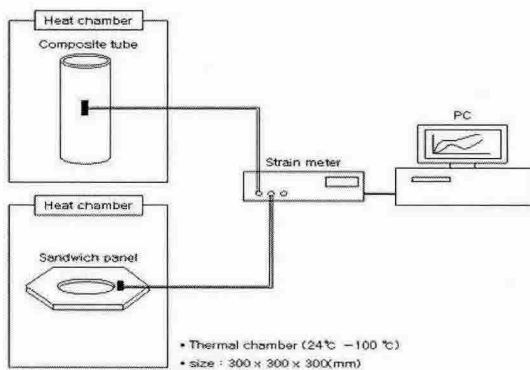 Heat chamber
Composite tube
PC
Strain meter
Heat chamber
Sandwich panel
• Thermal chamber (24℃ -100 ℃)
• size : 300 x 300 x 300(mm)